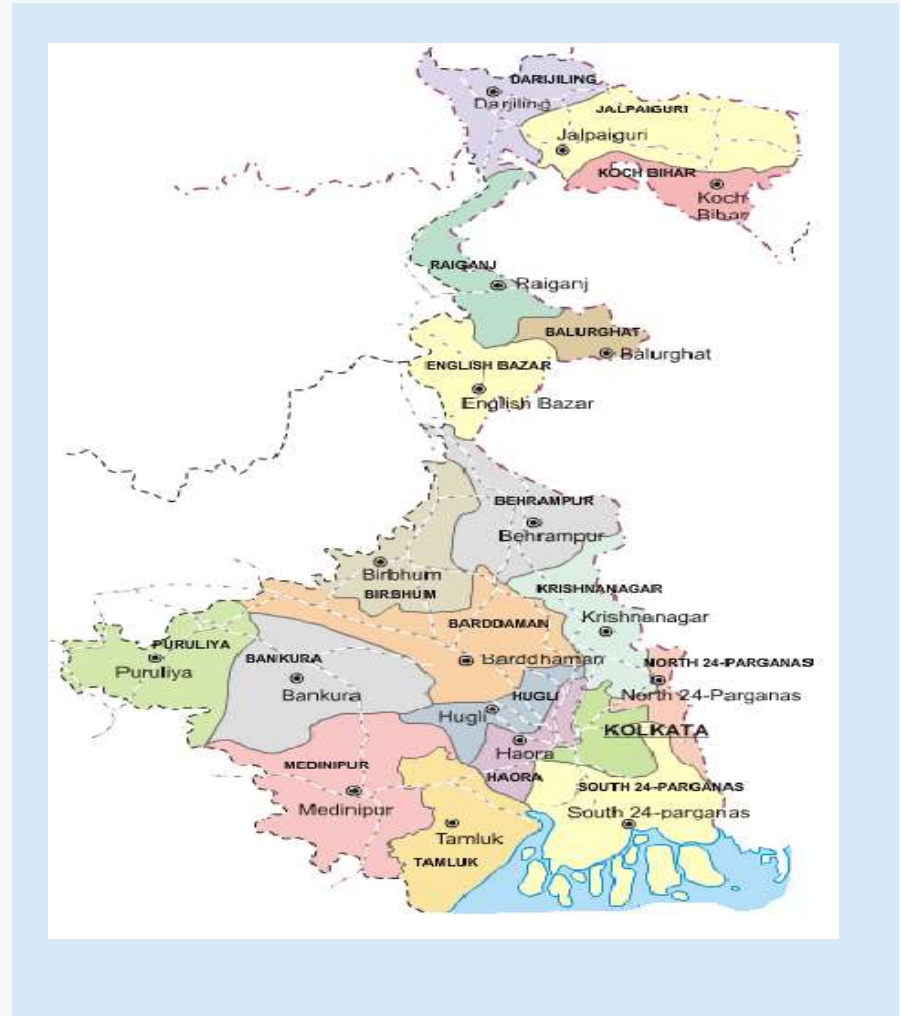 DARIJILING
Darjiling
JALPAIGURI
Jalpaiguri
KOCH BIHAR
Koch
Bihar
RAIGANJ
Raiganj
BALURGHAT
Balurghat
ENGLISH BAZAR
English Bazar
BEHRAMPUR
Behrampur
Birbhum
BIRBHUM
KRISHNANAGAR
Krishnanagar
BARDDAMAN
Barddhaman
PURULIYA
Puruliya
BANKURA
Bankura
NORTH 24-PARGANAS
North 24-Parganas
HUGLI
Hugli
KOLKATA
Haora
HAORA
MEDINIPUR
Medinipur
SOUTH 24-PARGANAS
South 24-parganas
Tamluk
TAMLUK